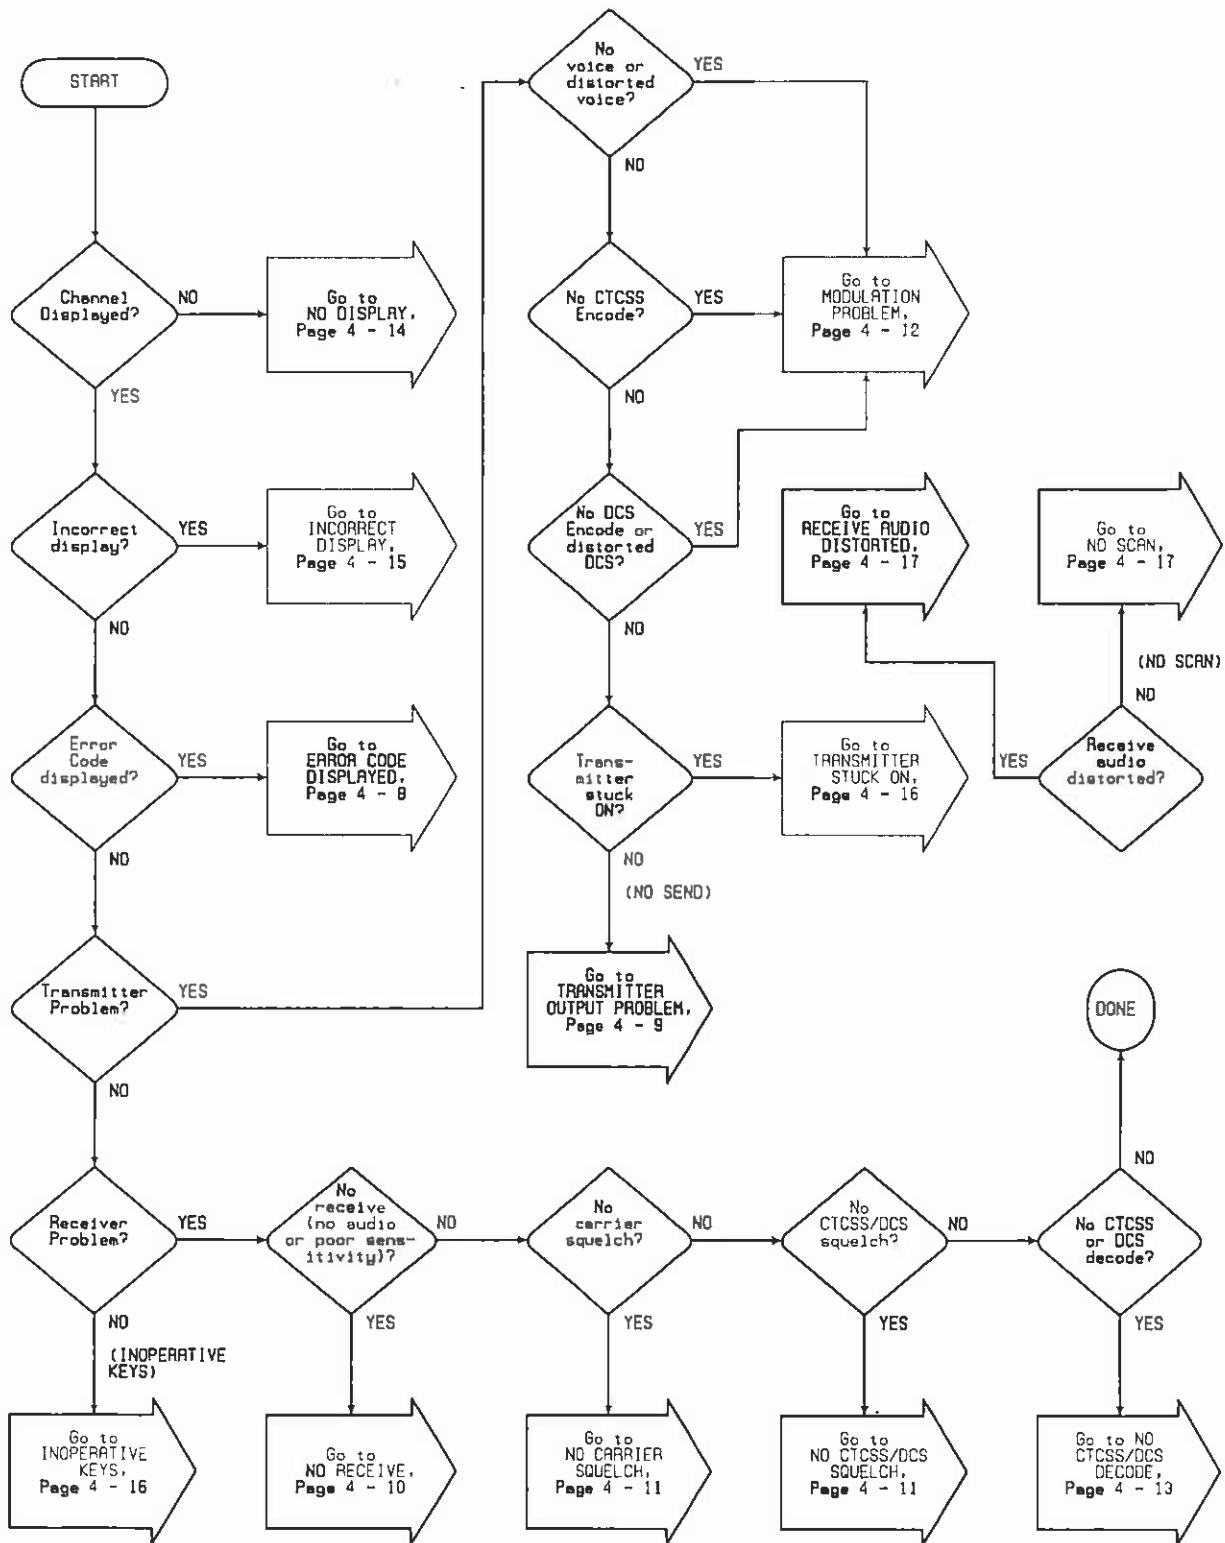 START
Channel
Displayed?
NO
Go to
NO DISPLAY,
Page 4 - 14
YES
Incorrect
display?
YES
Go to
INCORRECT
DISPLAY,
Page 4 - 15
NO
Error
Code
displayed?
YES
Go to
ERROR CODE
DISPLAYED,
Page 4 - 8
NO
Transmitter
Problem?
YES
NO
No
voice or
distorted
voice?
YES
NO
No CTCSS
Encode?
YES
Go to
MODULATION
PROBLEM,
Page 4 - 12
NO
No DCS
Encode or
distorted
DCS?
YES
NO
Trans-
mitter
stuck
ON?
YES
Go to
TRANSMITTER
STUCK ON,
Page 4 - 16
NO
(NO SEND)
Go to
TRANSMITTER
OUTPUT PROBLEM,
Page 4 - 9
Go to
RECEIVE AUDIO
DISTORTED,
Page 4 - 17
Go to
NO SCAN,
Page 4 - 17
(NO SCAN)
NO
YES
Receive
audio
distorted?
DONE
NO
Receiver
Problem?
YES
No
receive
(no audio
or poor sens-
itivity)?
NO
No
carrier
squelch?
NO
No
CTCSS/DCS
squelch?
NO
No CTCSS
or DCS
decode?
NO
(INOPERATIVE
KEYS)
YES
YES
YES
YES
Go to
INOPERATIVE
KEYS,
Page 4 - 16
Go to
NO RECEIVE,
Page 4 - 10
Go to
NO CARRIER
SQUELCH,
Page 4 - 11
Go to
NO CTCSS/DCS
SQUELCH,
Page 4 - 11
Go to NO
CTCSS/DCS
DECODE,
Page 4 - 13